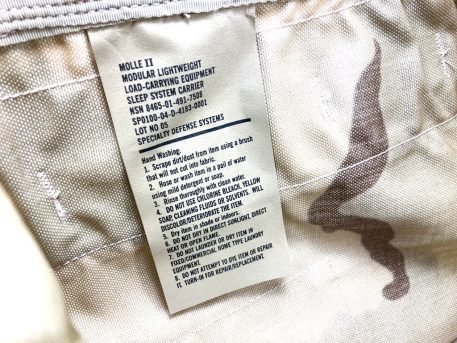 MOLLE II
MODULAR LIGHTWEIGHT
LOAD-CARRYING EQUIPMENT
SLEEP SYSTEM CARRIER
NSN 8465-01-491-7508
SP0100-04-D-4183-0001
LOT NO 05
SPECIALTY DEFENSE SYSTEMS
Hand Washing:
1. Scrape dirt/dust from item using a brush
that will not cut into fabric.
2. Hose or wash item in a pail of water
using mild detergent or soap.
3. Rinse thoroughly with clean water.
4. DO NOT USE CHLORINE BLEACH, YELLOW
SOAP, CLEANING FLUIDS OR SOLVENTS. WILL
DISCOLOR/DETERIORATE THE ITEM.
5. Dry item in shade or indoors.
6. DO NOT DRY IN DIRECT SUNLIGHT, DIRECT
HEAT OR OPEN FLAME.
7. DO NOT LAUNDER OR DRY ITEM IN
FIXED/COMMERCIAL HOME TYPE LAUNDRY
EQUIPMENT.
8. DO NOT ATTEMPT TO DYE ITEM OR REPAIR
IT. TURN-IN FOR REPAIR/REPLACEMENT.